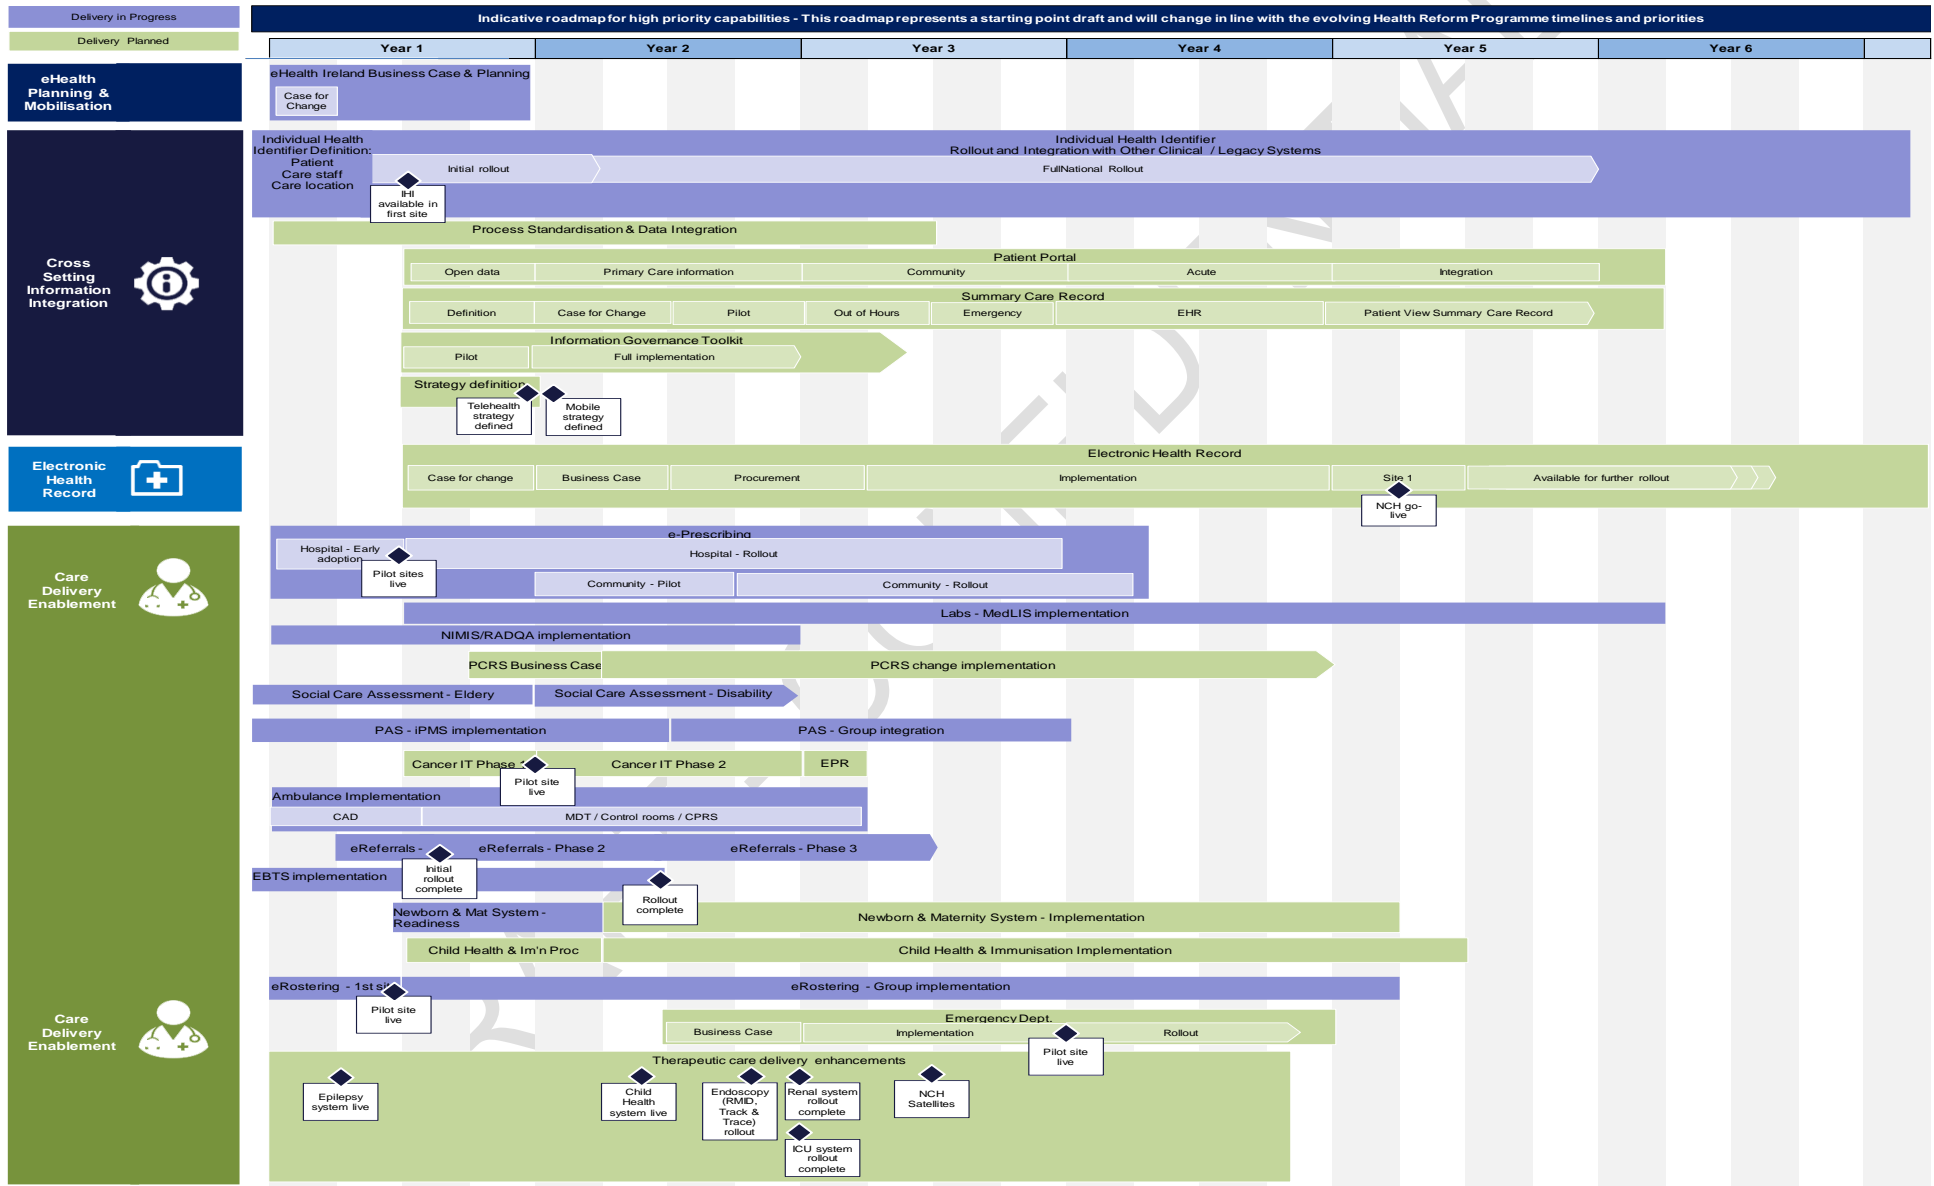 Delivery in Progress
Delivery Planned
Indicative roadmap for high priority capabilities - This roadmap represents a starting point draft and will change in line with the evolving Health Reform Programme timelines and priorities
Year 1
Year 2
Year 3
Year 4
Year 5
Year 6
eHealth
Planning &
Mobilisation
eHealth Ireland Business Case & Planning
Case for
Change
Cross
Setting
Information
Integration
Individual Health
Identifier Definition:
Patient
Care staff
Care location
Individual Health Identifier
Rollout and Integration with Other Clinical / Legacy Systems
Initial rollout
FullNational Rollout
IHI
available in
first site
Process Standardisation & Data Integration
Patient Portal
Open data
Primary Care information
Community
Acute
Integration
Summary Care Record
Definition
Case for Change
Pilot
Out of Hours
Emergency
EHR
Patient View Summary Care Record
Information Governance Toolkit
Pilot
Full implementation
Strategy definition
Telehealth
strategy
defined
Mobile
strategy
defined
Electronic
Health
Record
Electronic Health Record
Case for change
Business Case
Procurement
Implementation
Site 1
Available for further rollout
NCH go-
live
Care
Delivery
Enablement
e-Prescribing
Hospital - Early
adoption
Hospital - Rollout
Pilot sites
live
Community - Pilot
Community - Rollout
Labs - MedLIS implementation
NIMIS/RADQA implementation
PCRS Business Case
PCRS change implementation
Social Care Assessment - Eldery
Social Care Assessment - Disability
PAS - iPMS implementation
PAS - Group integration
Cancer IT Phase 1
Cancer IT Phase 2
EPR
Pilot site
live
Ambulance Implementation
CAD
MDT / Control rooms / CPRS
eReferrals -
eReferrals - Phase 2
eReferrals - Phase 3
Initial
rollout
complete
EBTS implementation
Rollout
complete
Newborn & Mat System -
Readiness
Newborn & Maternity System - Implementation
Child Health & Im'n Proc
Child Health & Immunisation Implementation
eRostering - 1st si
eRostering - Group implementation
Pilot site
live
Care
Delivery
Enablement
Emergency Dept.
Business Case
Implementation
Rollout
Pilot site
live
Therapeutic care delivery enhancements
Epilepsy
system live
Child
Health
system live
Endoscopy
(RMID,
Track &
Trace)
rollout
Renal system
rollout
complete
NCH
Satellites
ICU system
rollout
complete